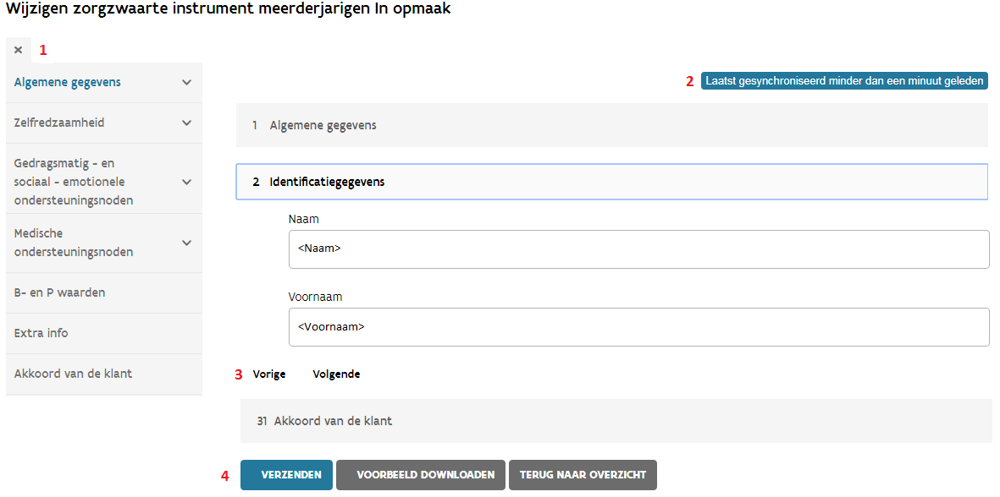 Wijzigen zorgzwaarte instrument meerderjarigen In opmaak
× 1
Algemene gegevens
Zelfredzaamheid
Gedragsmatig - en
sociaal - emotionele
ondersteuningsnoden
Medische
ondersteuningsnoden
B- en P waarden
Extra info
Akkoord van de klant
2 Laatst gesynchroniseerd minder dan een minuut geleden
1 Algemene gegevens
2 Identificatiegegevens
Naam
<Naam>
Voornaam
<Voornaam>
3 Vorige Volgende
31 Akkoord van de klant
4 VERZENDEN VOORBEELD DOWNLOADEN TERUG NAAR OVERZICHT